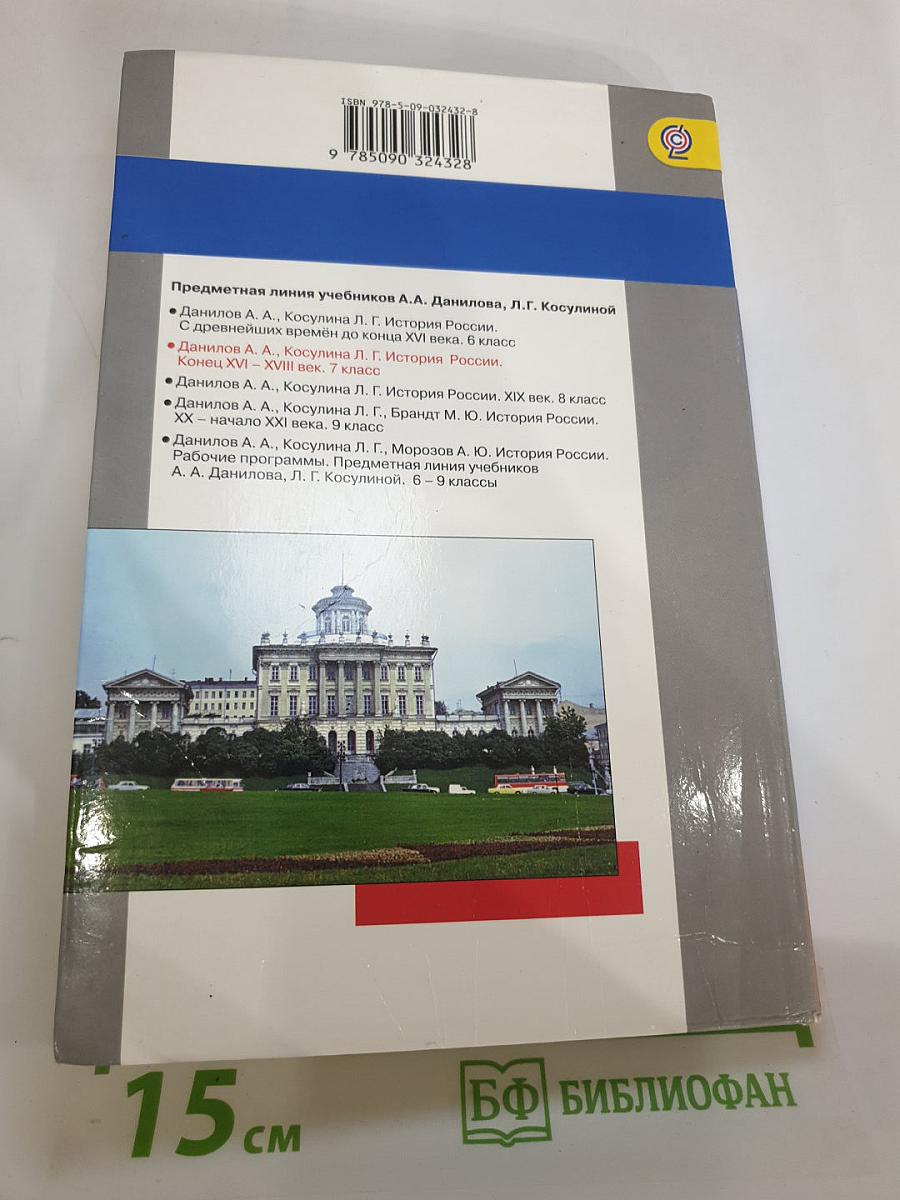 ISBN 978-5-09-032432-8
9 785090 324328
Предметная линия учебников А.А. Данилова, Л.Г. Косулиной
• Данилов А. А., Косулина Л. Г. История России.
С древнейших времён до конца XVI века. 6 класс
• Данилов А. А., Косулина Л. Г. История России.
Конец XVI – XVIII век. 7 класс
• Данилов А. А., Косулина Л. Г. История России. XIX век. 8 класс
• Данилов А. А., Косулина Л. Г., Брандт М. Ю. История России.
XX – начало XXI века. 9 класс
• Данилов А. А., Косулина Л. Г., Морозов А. Ю. История России.
Рабочие программы. Предметная линия учебников
А. А. Данилова, Л. Г. Косулиной. 6 – 9 классы
15 см
БФ БИБЛИОФАН